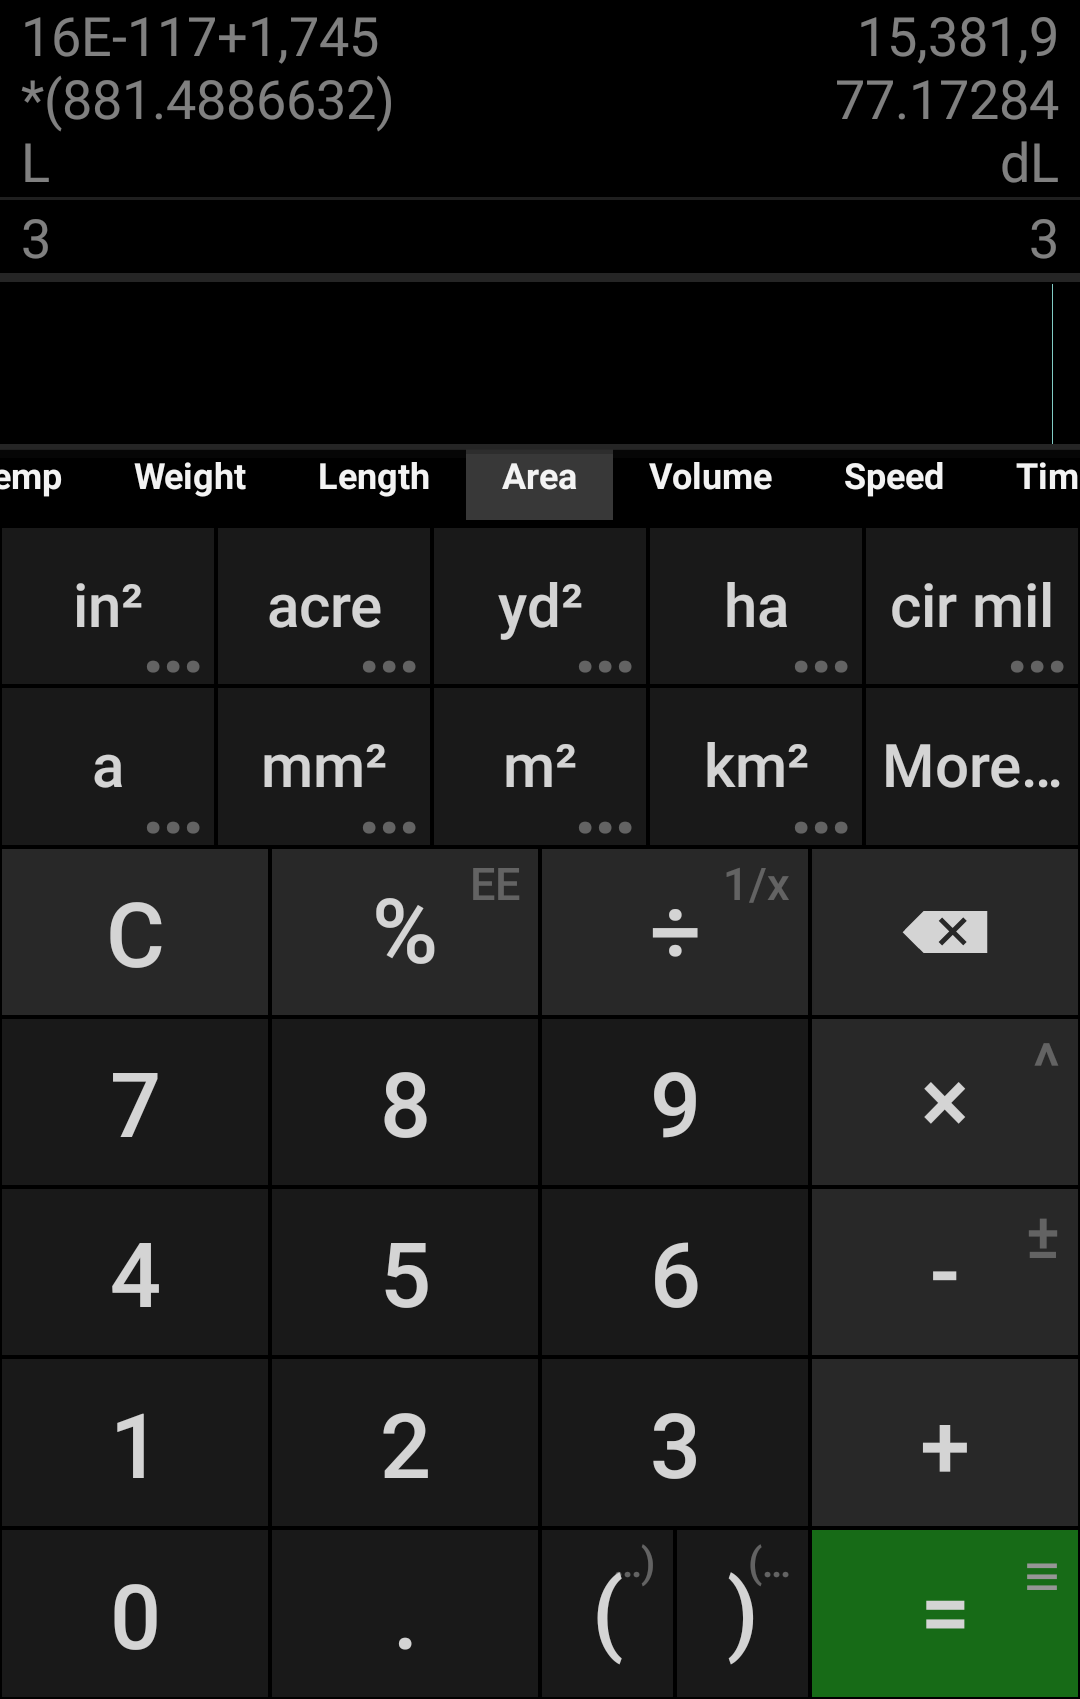 16E-117+1,745 15,381,9
*(881.4886632) 77.17284
L dL
3 3
emp Weight Length Area Volume Speed Tim
in² acre yd² ha cir mil
a mm² m² km² More...
C % EE ÷ 1/x
7 8 9 × ^
4 5 6 - ±
1 2 3 + 
0 . ( ..) ) (... = ≡